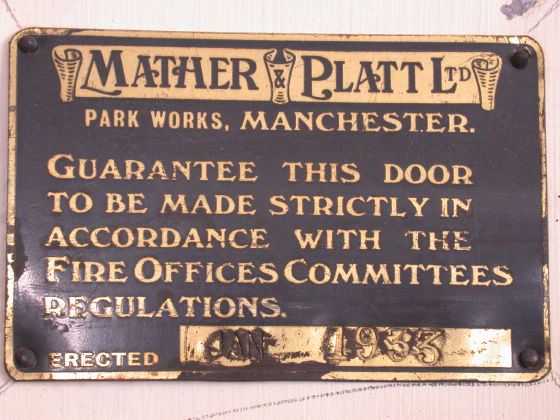 MATHER & PLATT LTD
PARK WORKS, MANCHESTER.
GUARANTEE THIS DOOR
TO BE MADE STRICTLY IN
ACCORDANCE WITH THE
FIRE OFFICES COMMITTEES
REGULATIONS.
ERECTED JAN 1933